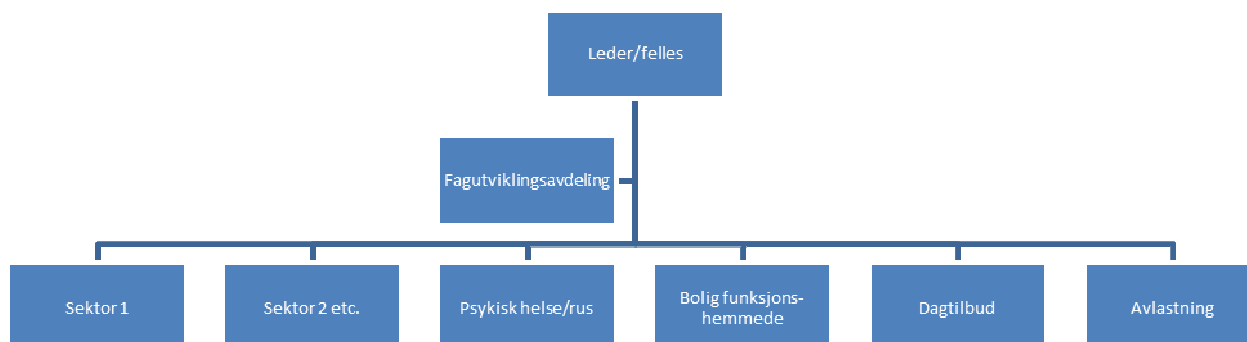 Leder/felles
Fagutviklingsavdeling
Sektor 1
Sektor 2 etc.
Psykisk helse/rus
Bolig funksjons-
hemmede
Dagtilbud
Avlastning